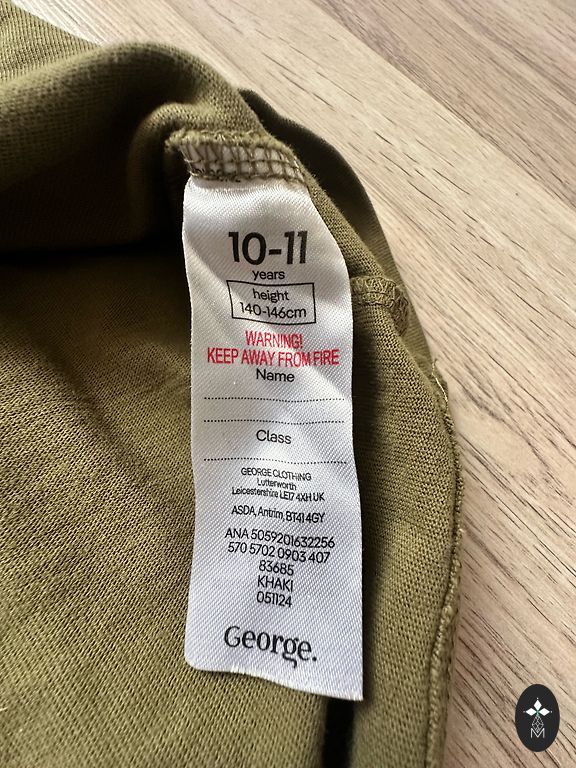 10-11
years
height
140-146cm
WARNING!
KEEP AWAY FROM FIRE
Name
Class
GEORGE CLOTHING
Lutterworth
Leicestershire LE17 4XH UK
ASDA, Antrim, BT41 4GY
ANA 5059201632256
570 5702 0903 407
83685
KHAKI
051124
George.
M